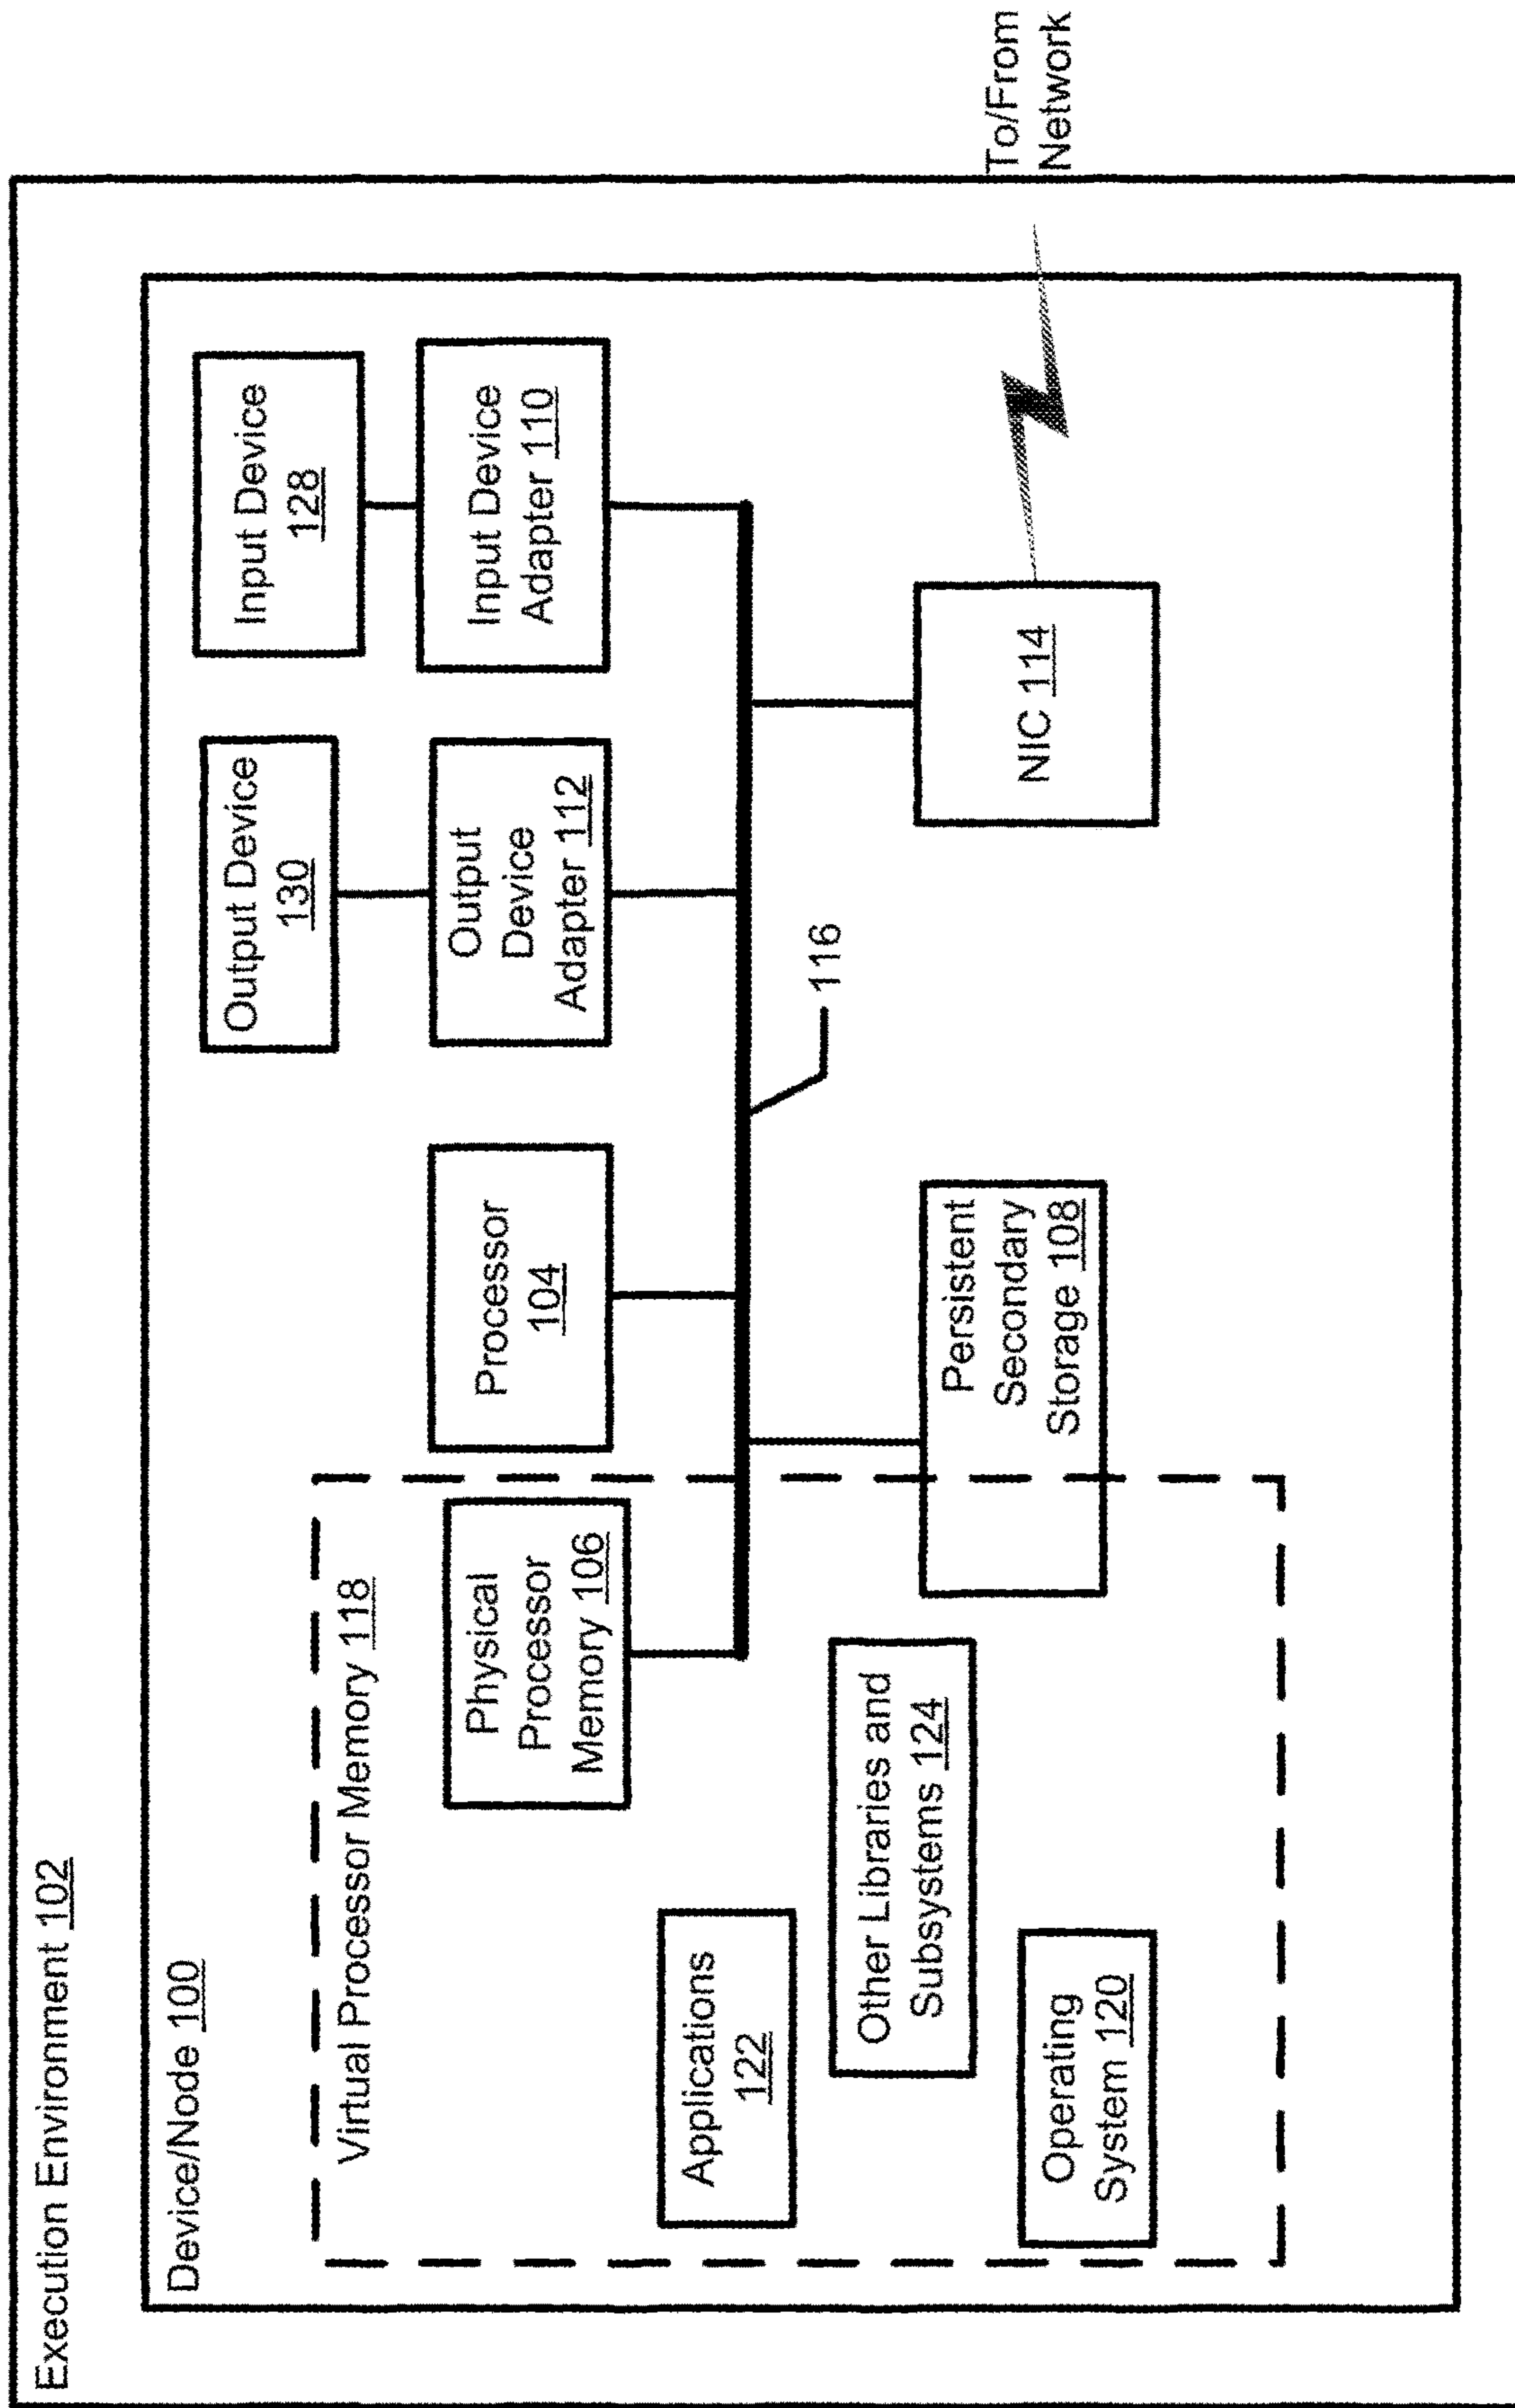 Execution Environment 102
Device/Node 100
Virtual Processor Memory 118
Output Device
130
Input Device
128
Physical
Processor
Memory 106
Processor
104
Output
Device
Adapter 112
Input Device
Adapter 110
Applications
122
116
Other Libraries and
Subsystems 124
Persistent
Secondary
Storage 108
NIC 114
To/From
Network
Operating
System 120